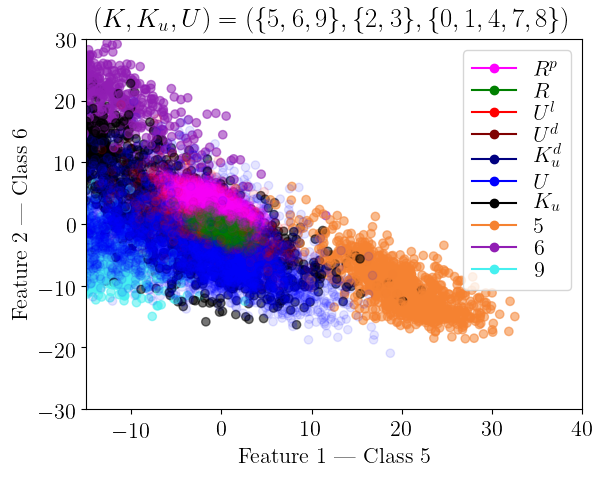 (K, K_u, U) = ({5, 6, 9}, {2, 3}, {0, 1, 4, 7, 8})
30
20
10
0
−10
−20
−30
−10
0
10
20
30
40
Feature 2 — Class 6
Feature 1 — Class 5
R^p
R
U^l
U^d
K_u^d
U
K_u
5
6
9